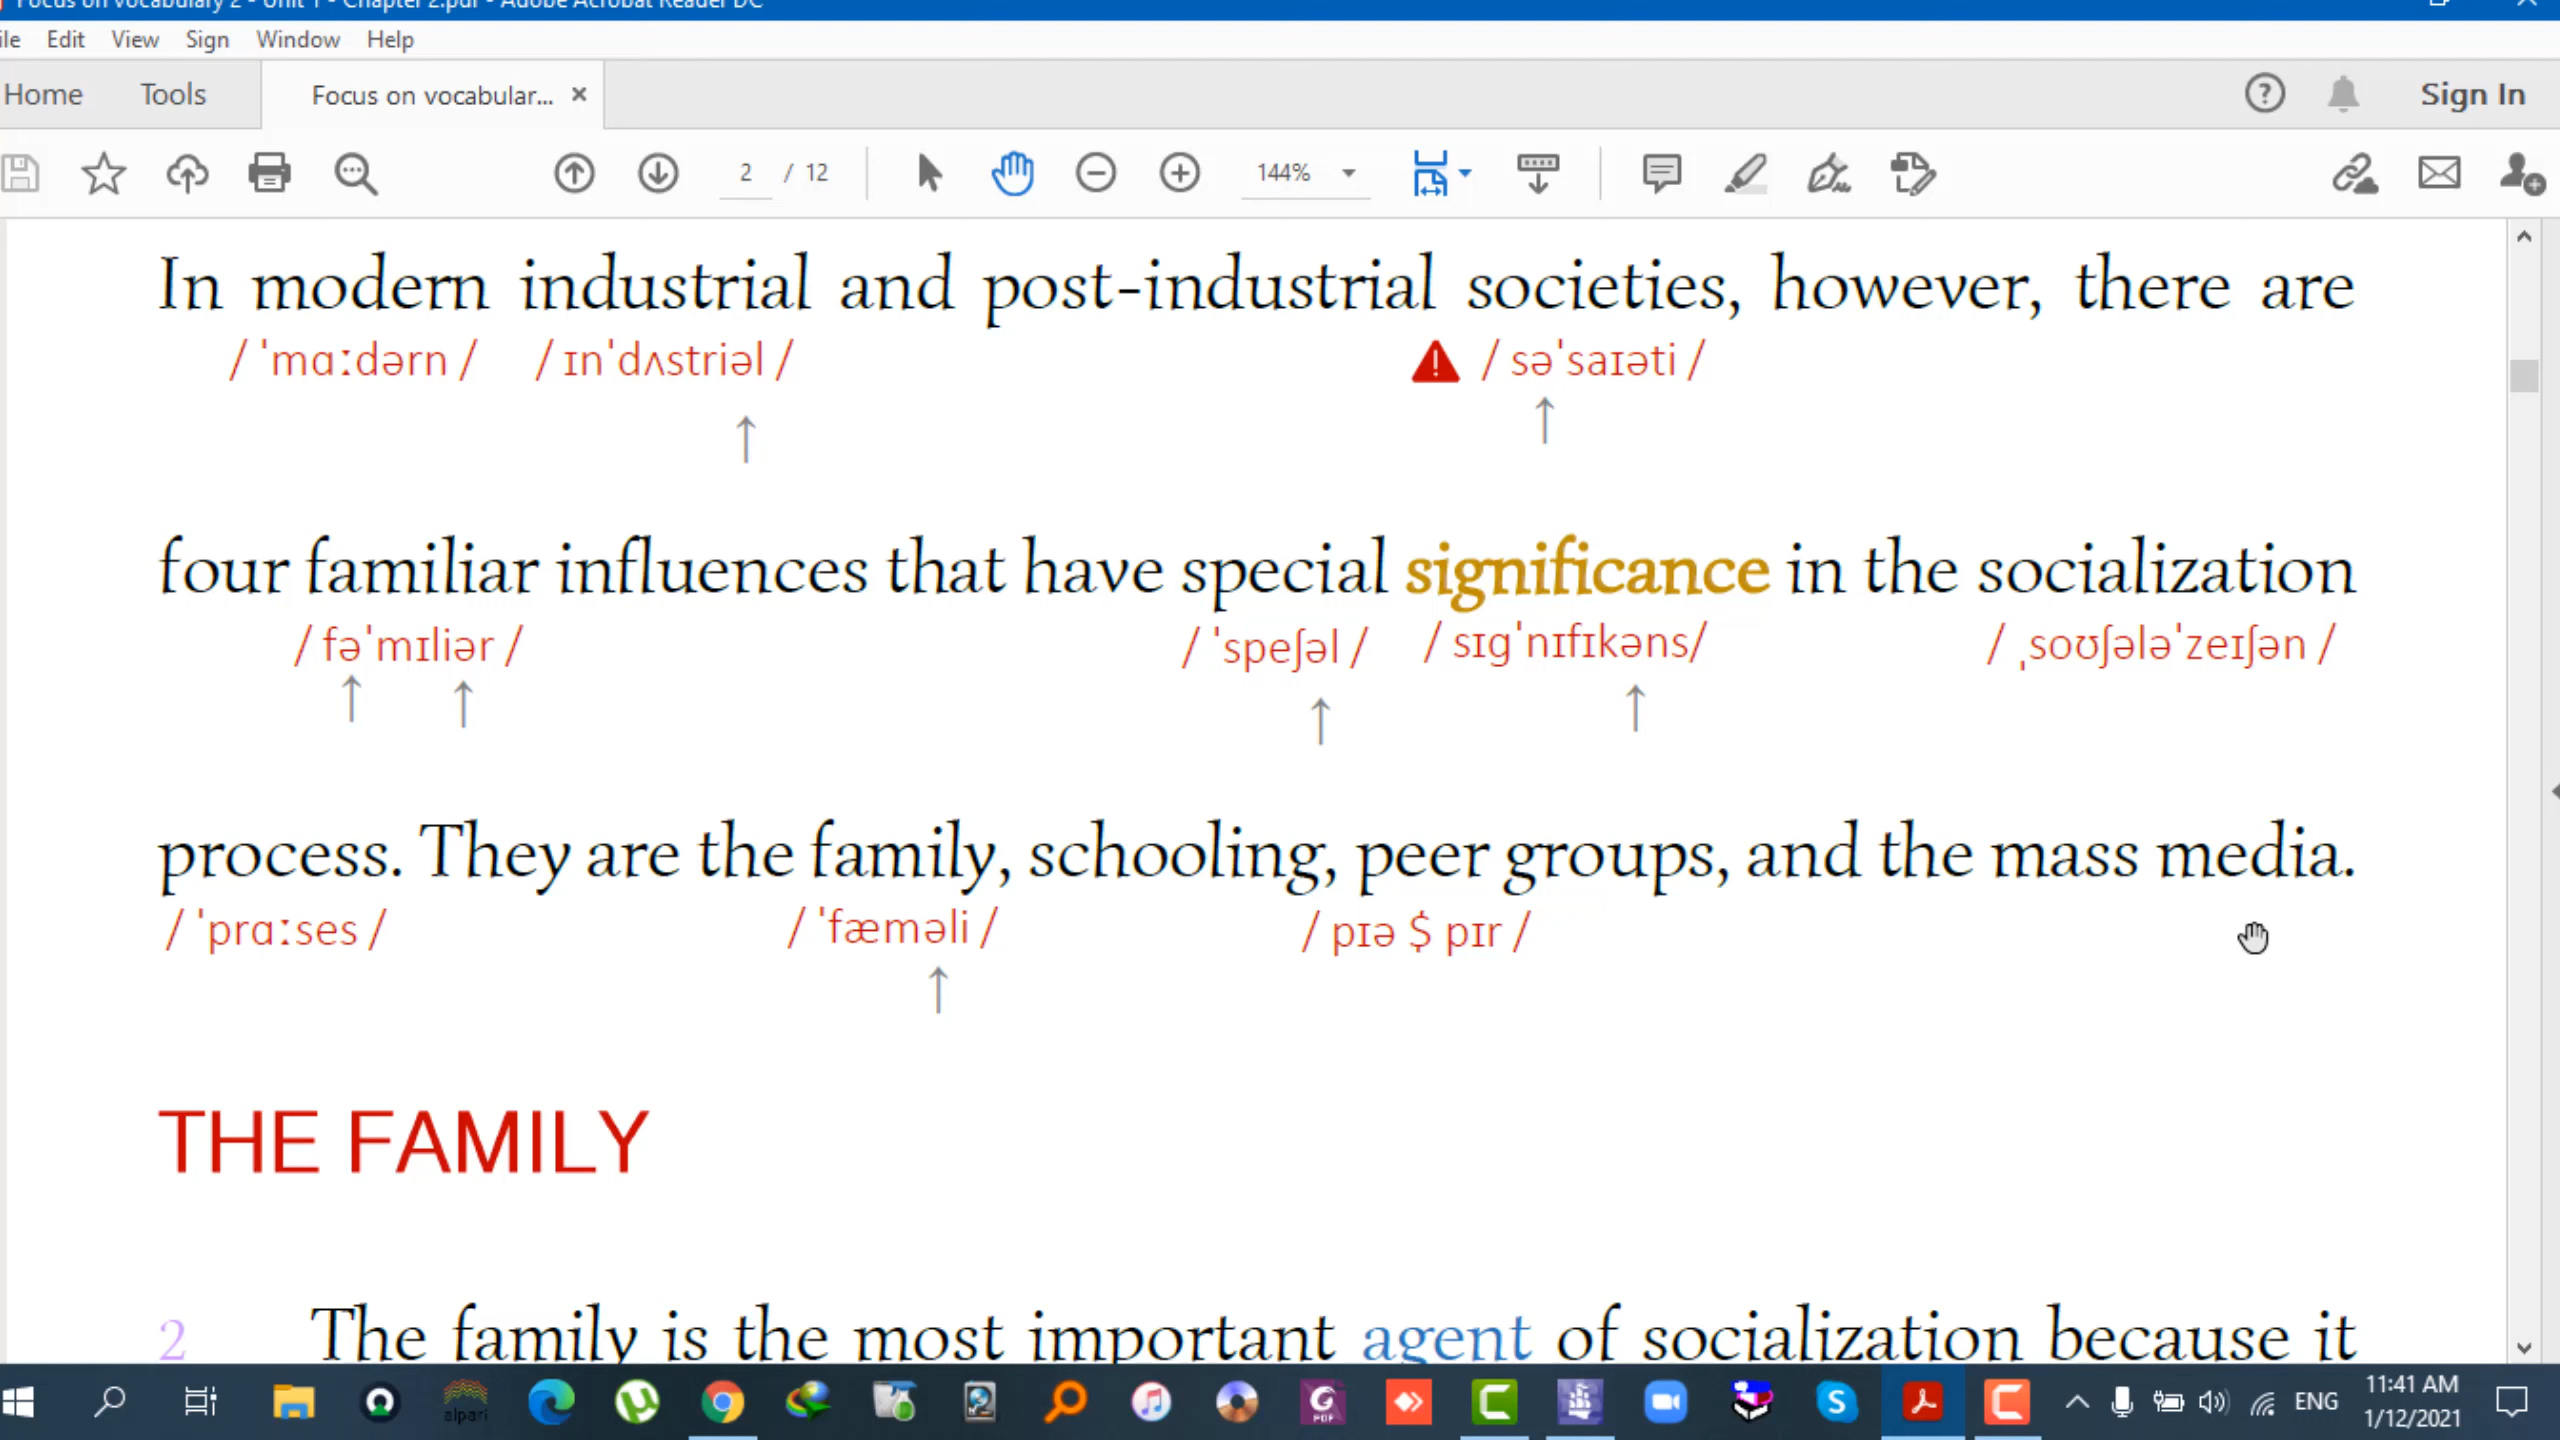 Focus on vocabulary 2 - Unit 1 - Chapter 2.pdf - Adobe Acrobat Reader DC
ile Edit View Sign Window Help
Home Tools Focus on vocabular... × Sign In
2 / 12 144%
In modern industrial and post-industrial societies, however, there are
/ ˈmɑːdərn / / ɪnˈdʌstriəl / / səˈsaɪəti /
↑ ↑
four familiar influences that have special significance in the socialization
/ fəˈmɪliər / / ˈspeʃəl / / sɪɡˈnɪfɪkəns/ / ˌsoʊʃələˈzeɪʃən /
↑ ↑ ↑ ↑
process. They are the family, schooling, peer groups, and the mass media.
/ ˈprɑːses / / ˈfæməli / / pɪə $ pɪr /
↑
THE FAMILY
2 The family is the most important agent of socialization because it
alpari ENG 11:41 AM
1/12/2021